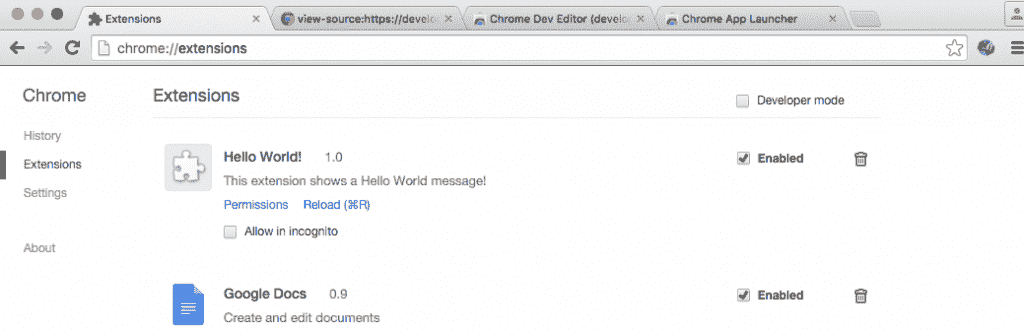 Extensions
view-source:https://develo
Chrome Dev Editor (develo
Chrome App Launcher
chrome://extensions
Chrome
Extensions
Developer mode
History
Extensions
Settings
About
Hello World! 1.0
Enabled
This extension shows a Hello World message!
Permissions Reload (⌘R)
Allow in incognito
Google Docs 0.9
Enabled
Create and edit documents